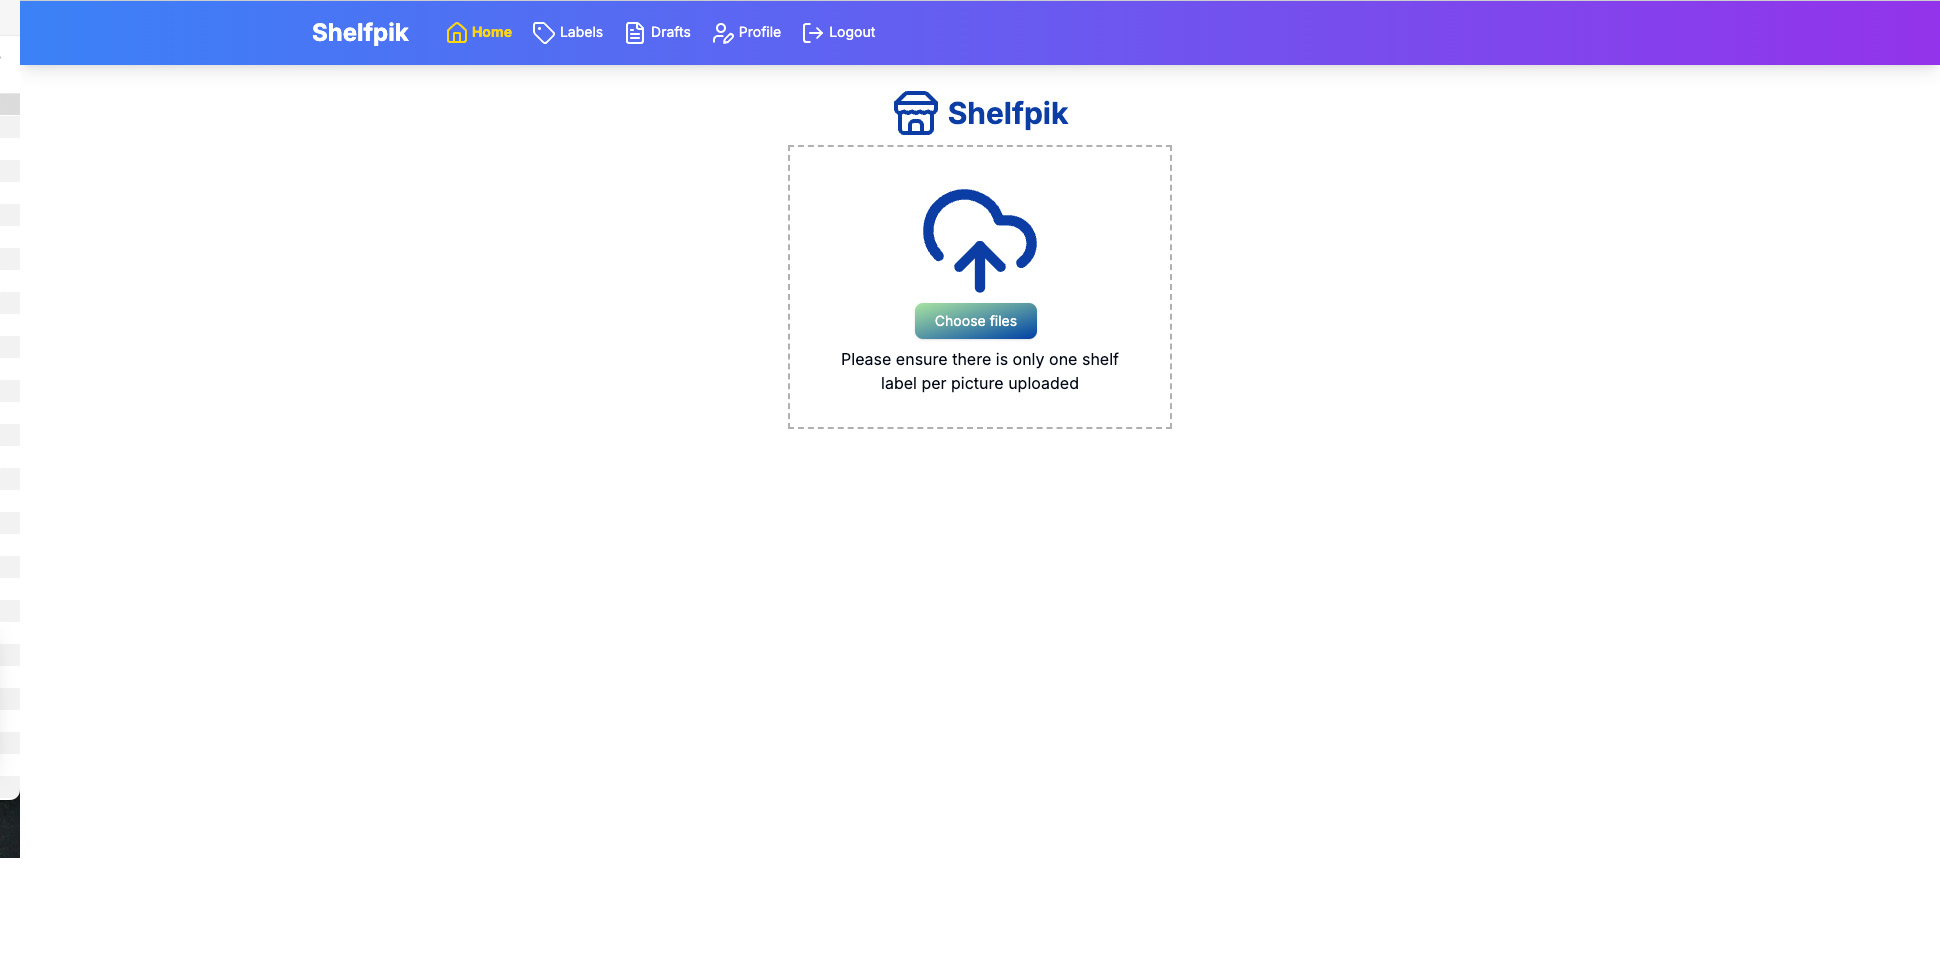 Shelfpik Home Labels Drafts Profile Logout
Shelfpik
Choose files
Please ensure there is only one shelf
label per picture uploaded